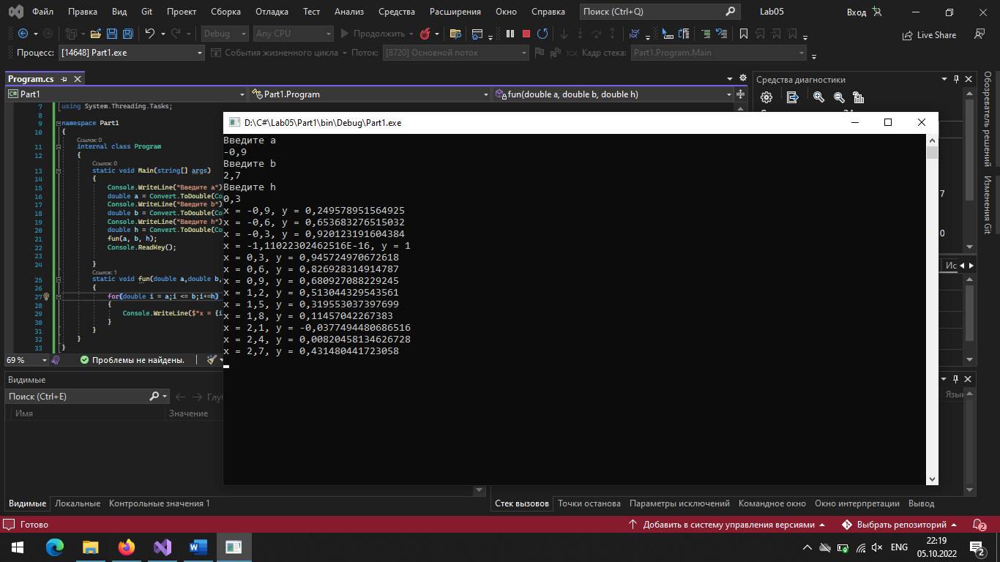 Файл Правка Вид Git Проект Сборка Отладка Тест Анализ Средства Расширения Окно Справка Поиск (Ctrl+Q) Lab05 Вход
Debug Any CPU Продолжить Live Share
Процесс: [14648] Part1.exe События жизненного цикла Поток: [8720] Основной поток Кадр стека: Part1.Program.Main
Program.cs
C# Part1 Part1.Program fun(double a, double b, double h)
7 using System.Threading.Tasks;
8
9 namespace Part1
10 {
Ссылок: 0
11 internal class Program
12 {
Ссылок: 0
13 static void Main(string[] args)
14 {
15 Console.WriteLine("Введите a")
16 double a = Convert.ToDouble(Co
17 Console.WriteLine("Введите b")
18 double b = Convert.ToDouble(Co
19 Console.WriteLine("Введите h")
20 double h = Convert.ToDouble(Co
21 fun(a, b, h);
22 Console.ReadKey();
23
24 }
Ссылок: 1
25 static void fun(double a,double b,
26 {
27 for(double i = a;i <= b;i+=h)
28 {
29 Console.WriteLine($"x = {i
30 }
31 }
32 }
33 }
69 % Проблемы не найдены.
D:\C#\Lab05\Part1\bin\Debug\Part1.exe
Введите a
-0,9
Введите b
2,7
Введите h
0,3
x = -0,9, y = 0,249578951564925
x = -0,6, y = 0,653683276515032
x = -0,3, y = 0,920123191604384
x = -1,11022302462516E-16, y = 1
x = 0,3, y = 0,945724970672618
x = 0,6, y = 0,826928314914787
x = 0,9, y = 0,680927088229245
x = 1,2, y = 0,513044329543561
x = 1,5, y = 0,319553037397699
x = 1,8, y = 0,11457042267383
x = 2,1, y = -0,0377494480686516
x = 2,4, y = 0,00820458134626728
x = 2,7, y = 0,431480441723058
Средства диагностики
7
0
Ис
Обозреватель решений
Изменения Git
Видимые
Поиск (Ctrl+E) Глу
Имя Значение
Язык
Видимые Локальные Контрольные значения 1
Стек вызовов Точки останова Параметры исключений Командное окно Окно интерпретации Вывод
Готово Добавить в систему управления версиями Выбрать репозиторий 2
ENG 22:19
05.10.2022 2